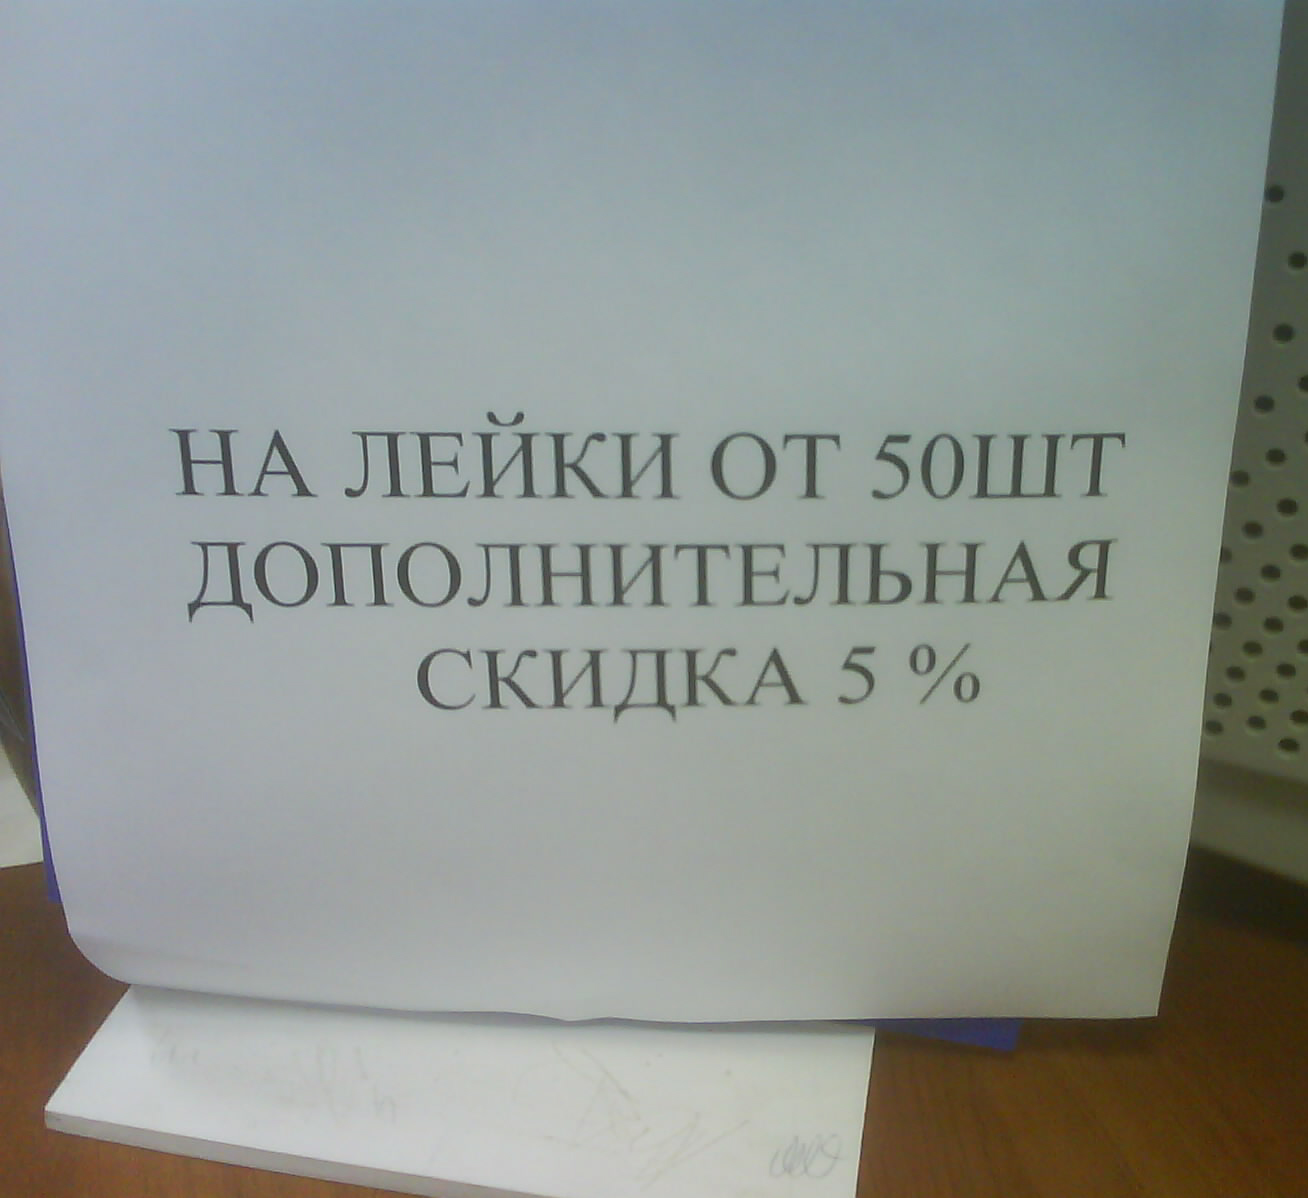 НА ЛЕЙКИ ОТ 50ШТ
ДОПОЛНИТЕЛЬНАЯ
СКИДКА 5 %